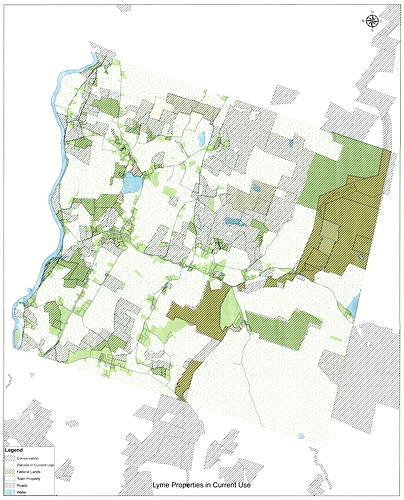 Legend
Conservation
Parcels in Current Use
Federal Lands
Town Property
Roads
Water
Lyme Properties in Current Use